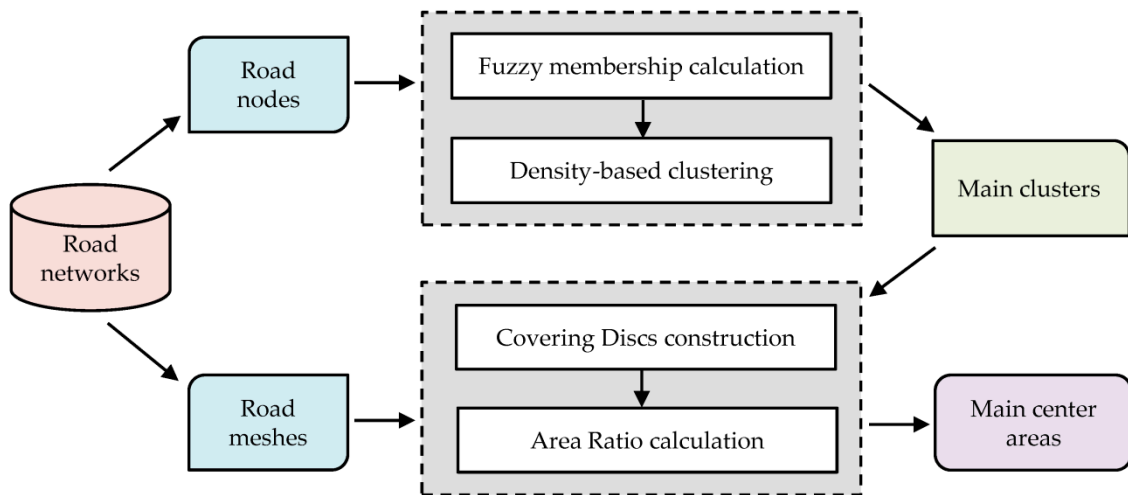 Road
nodes
Fuzzy membership calculation
Density-based clustering
Main clusters
Road
networks
Covering Discs construction
Area Ratio calculation
Road
meshes
Main center
areas